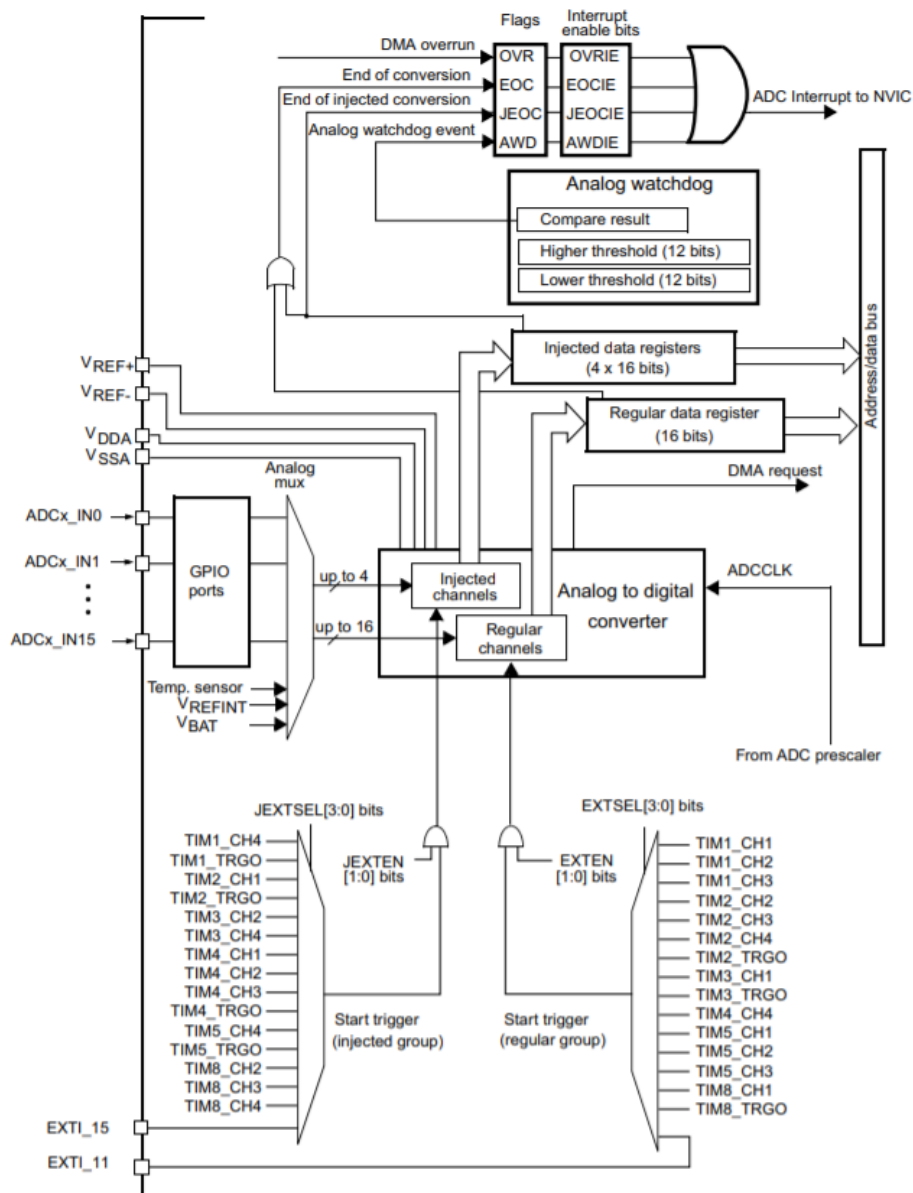 Flags
Interrupt
enable bits
DMA overrun
OVR
OVRIE
End of conversion
EOC
EOCIE
End of injected conversion
JEOC
JEOCIE
Analog watchdog event
AWD
AWDIE
ADC Interrupt to NVIC
Analog watchdog
Compare result
Higher threshold (12 bits)
Lower threshold (12 bits)
Injected data registers
(4 x 16 bits)
Regular data register
(16 bits)
Address/data bus
VREF+
VREF-
VDDA
VSSA
Analog
mux
DMA request
ADCx_IN0
ADCx_IN1
ADCx_IN15
GPIO
ports
up to 4
up to 16
Injected
channels
Regular
channels
Analog to digital
converter
ADCCLK
Temp. sensor
VREFINT
VBAT
From ADC prescaler
JEXTSEL[3:0] bits
EXTSEL[3:0] bits
JEXTEN
[1:0] bits
EXTEN
[1:0] bits
TIM1_CH4
TIM1_TRGO
TIM2_CH1
TIM2_TRGO
TIM3_CH2
TIM3_CH4
TIM4_CH1
TIM4_CH2
TIM4_CH3
TIM4_TRGO
TIM5_CH4
TIM5_TRGO
TIM8_CH2
TIM8_CH3
TIM8_CH4
Start trigger
(injected group)
Start trigger
(regular group)
TIM1_CH1
TIM1_CH2
TIM1_CH3
TIM2_CH2
TIM2_CH3
TIM2_CH4
TIM2_TRGO
TIM3_CH1
TIM3_TRGO
TIM4_CH4
TIM5_CH1
TIM5_CH2
TIM5_CH3
TIM8_CH1
TIM8_TRGO
EXTI_15
EXTI_11